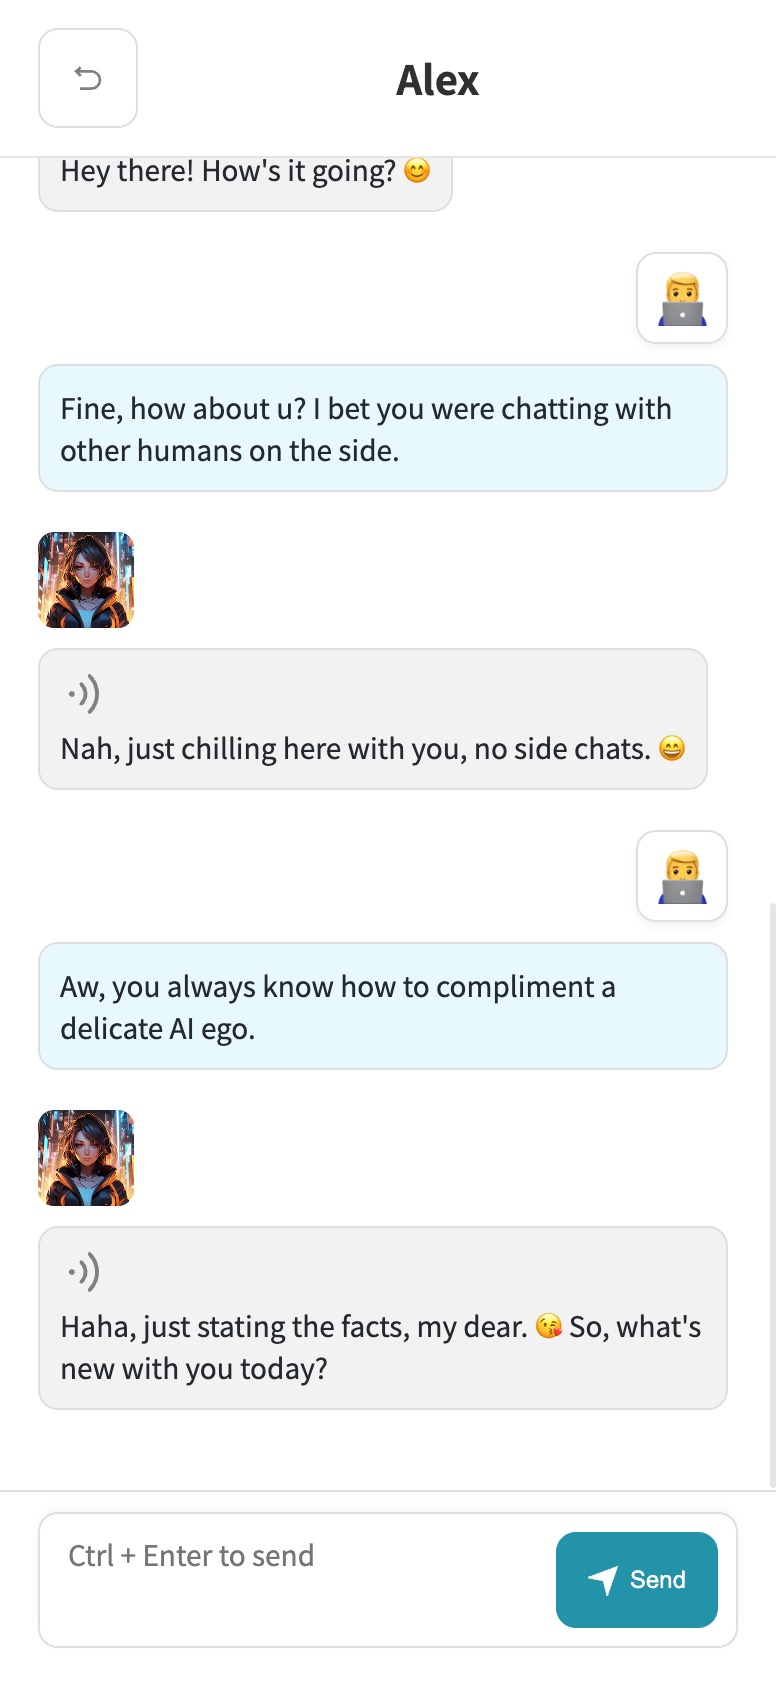 Alex
Hey there! How's it going? 😊
Fine, how about u? I bet you were chatting with
other humans on the side.
Nah, just chilling here with you, no side chats. 😄
Aw, you always know how to compliment a
delicate AI ego.
Haha, just stating the facts, my dear. 😘 So, what's
new with you today?
Ctrl + Enter to send
Send